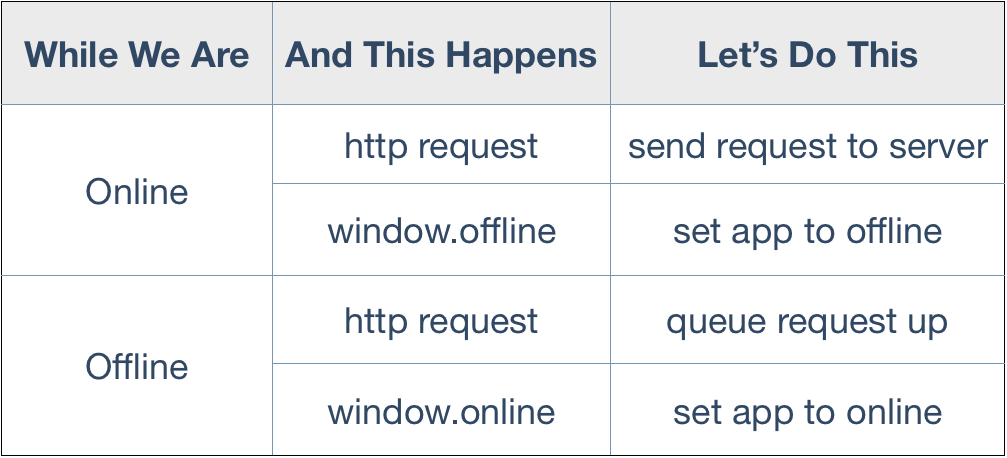 While We Are And This Happens Let's Do This
Online
http request send request to server
window.offline set app to offline
Offline
http request queue request up
window.online set app to online